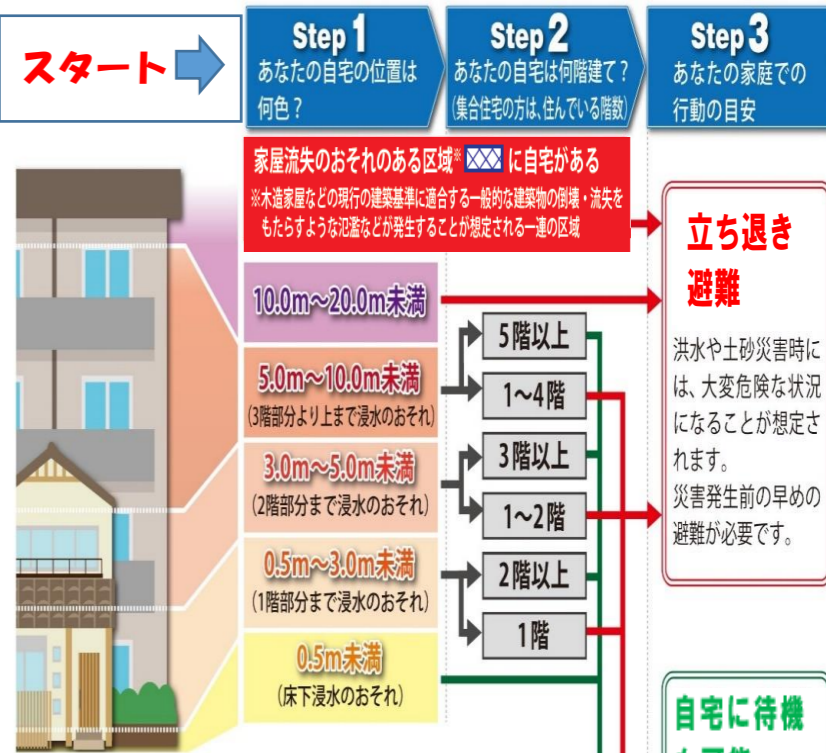 スタート
Step 1
あなたの自宅の位置は
何色？
Step 2
あなたの自宅は何階建て？
(集合住宅の方は、住んでいる階数)
Step 3
あなたの家庭での
行動の目安
家屋流失のおそれのある区域※ に自宅がある
※木造家屋などの現行の建築基準に適合する一般的な建築物の倒壊・流失を
もたらすような氾濫などが発生することが想定される一連の区域
10.0m～20.0m未満
5.0m～10.0m未満
(3階部分より上まで浸水のおそれ)
3.0m～5.0m未満
(2階部分まで浸水のおそれ)
0.5m～3.0m未満
(1階部分まで浸水のおそれ)
0.5m未満
(床下浸水のおそれ)
5階以上
1～4階
3階以上
1～2階
2階以上
1階
立ち退き
避難
洪水や土砂災害時に
は、大変危険な状況
になることが想定さ
れます。
災害発生前の早めの
避難が必要です。
自宅に待機